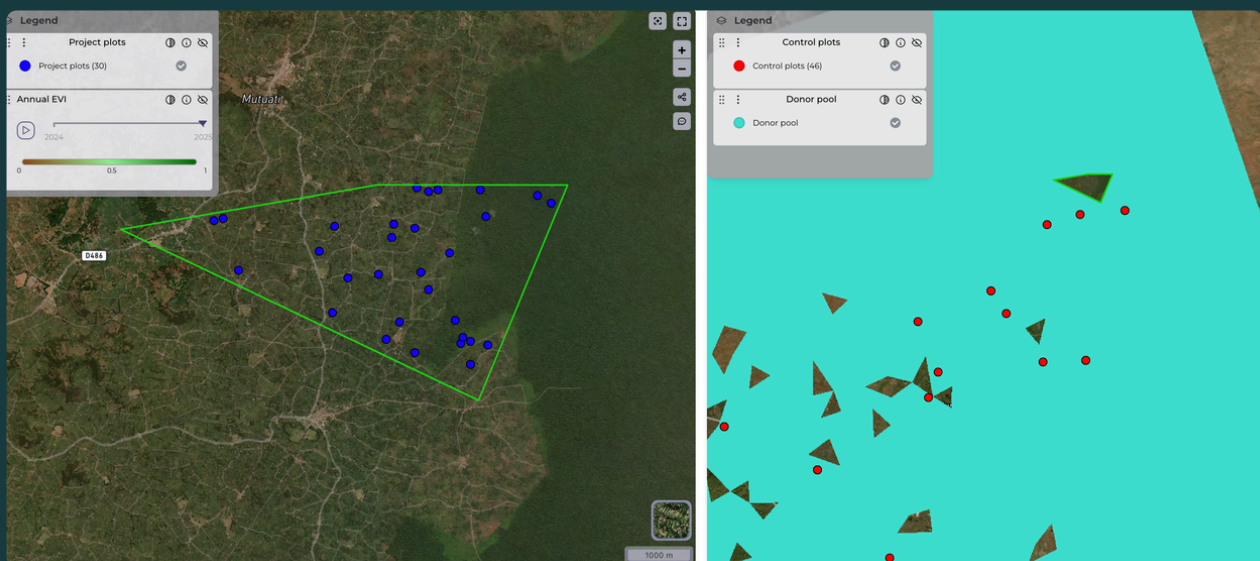 Legend
Project plots
Project plots (30)
Annual EVI
2024
2025
0
0.5
1
Mutuati
D486
1000 m
Legend
Control plots
Control plots (46)
Donor pool
Donor pool